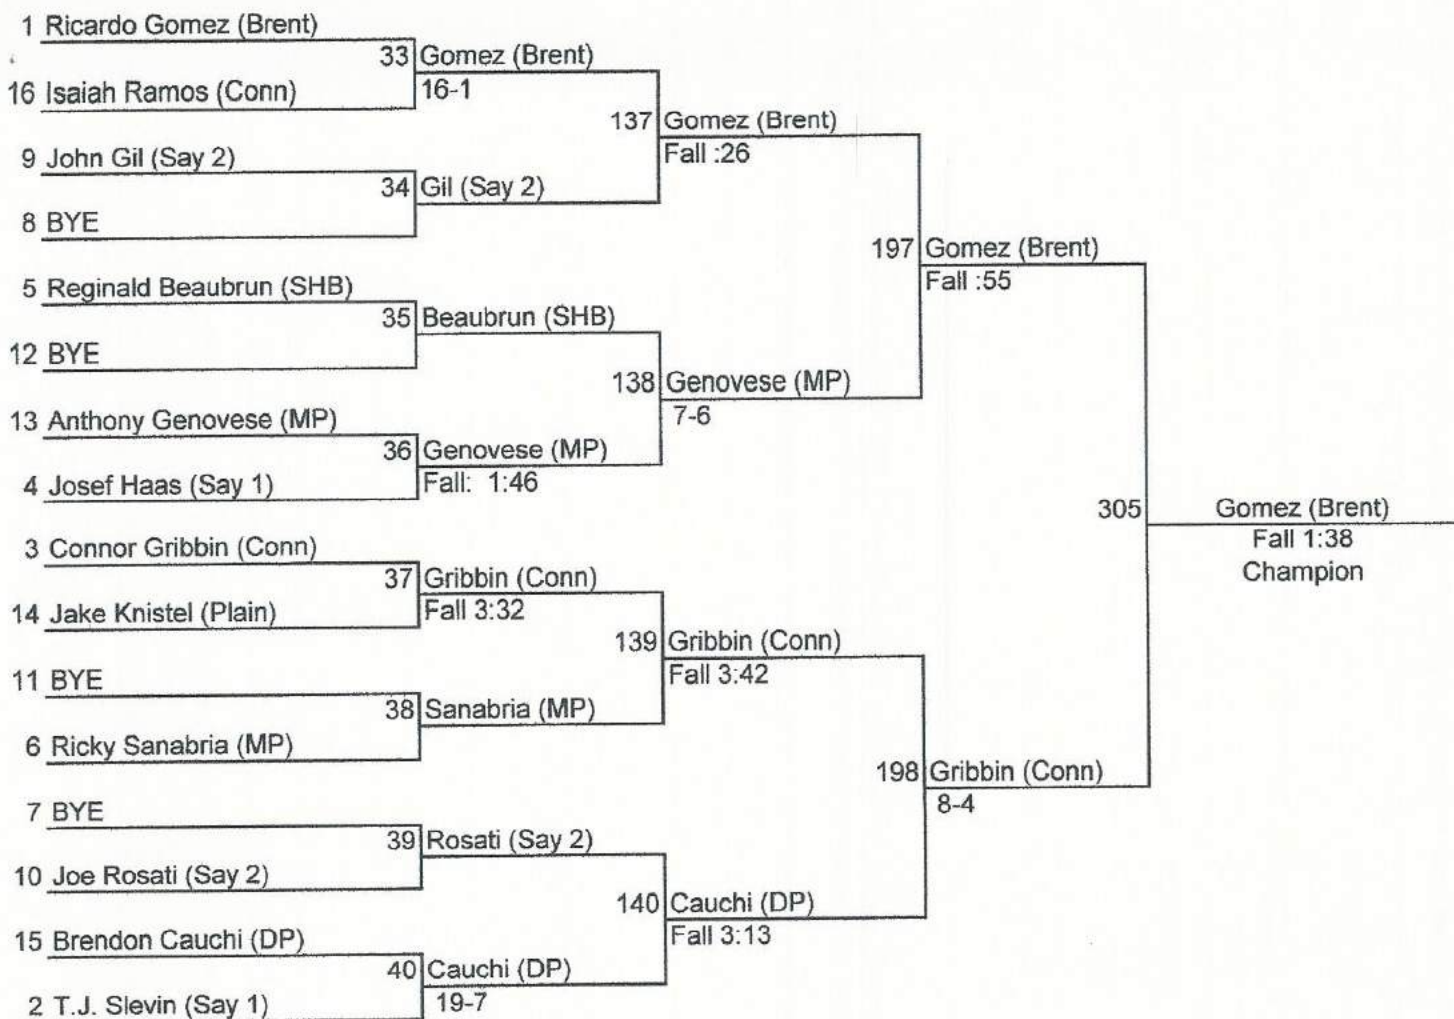 1 Ricardo Gomez (Brent)
33 Gomez (Brent)
16-1
16 Isaiah Ramos (Conn)
137 Gomez (Brent)
Fall :26
9 John Gil (Say 2)
34 Gil (Say 2)
8 BYE
197 Gomez (Brent)
Fall :55
5 Reginald Beaubrun (SHB)
35 Beaubrun (SHB)
12 BYE
138 Genovese (MP)
7-6
13 Anthony Genovese (MP)
36 Genovese (MP)
Fall: 1:46
4 Josef Haas (Say 1)
305 Gomez (Brent)
Fall 1:38
Champion
3 Connor Gribbin (Conn)
37 Gribbin (Conn)
Fall 3:32
14 Jake Knistel (Plain)
139 Gribbin (Conn)
Fall 3:42
11 BYE
38 Sanabria (MP)
6 Ricky Sanabria (MP)
198 Gribbin (Conn)
8-4
7 BYE
39 Rosati (Say 2)
10 Joe Rosati (Say 2)
140 Cauchi (DP)
Fall 3:13
15 Brendon Cauchi (DP)
40 Cauchi (DP)
19-7
2 T.J. Slevin (Say 1)